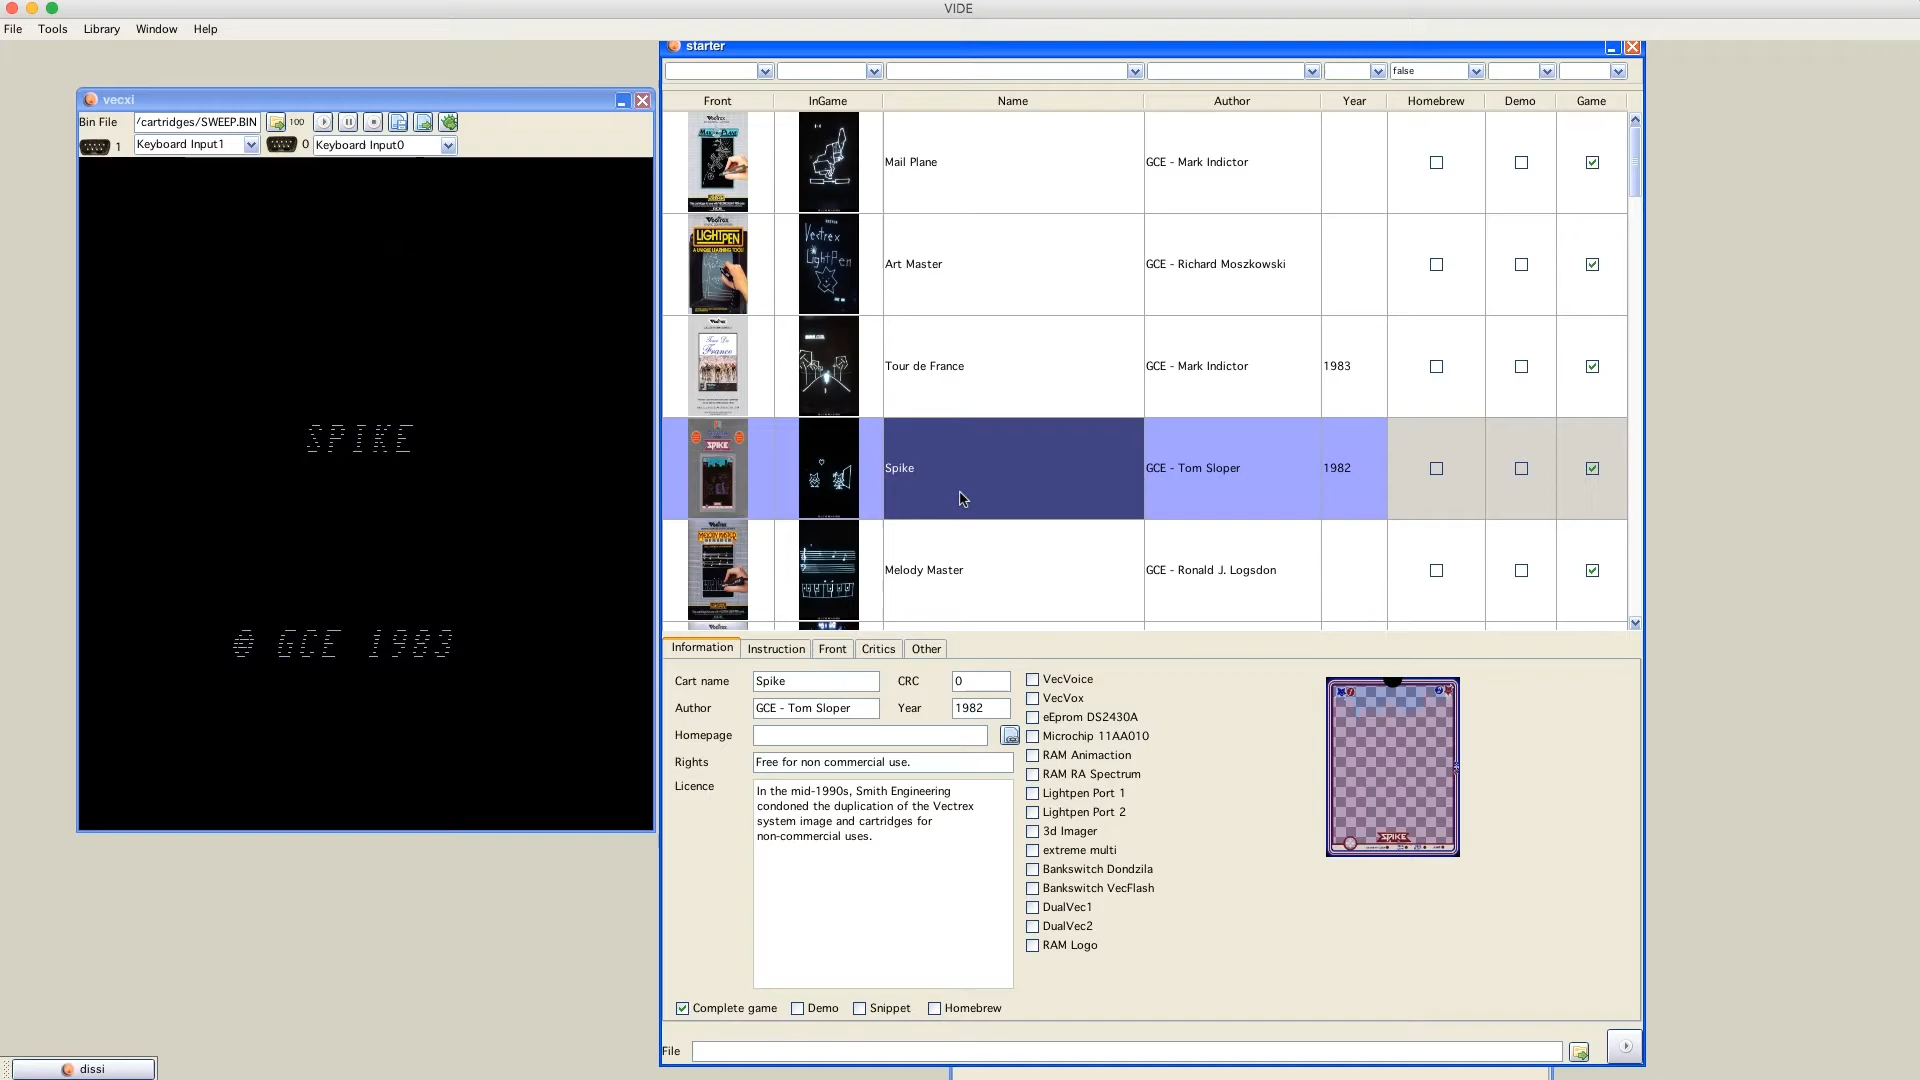 VIDE
File Tools Library Window Help
starter
vecxi
false
Bin File /cartridges/SWEEP.BIN 100
1 Keyboard Input1 0 Keyboard Input0
Front InGame Name Author Year Homebrew Demo Game
Mail Plane GCE - Mark Indictor
LIGHTPEN
Vectrex
LightPen
Art Master GCE - Richard Moszkowski
Tour De
France
Tour de France GCE - Mark Indictor 1983
SPIKE
Spike GCE - Tom Sloper 1982
Melody Master GCE - Ronald J. Logsdon
SPIKE
© GCE 1983
Information Instruction Front Critics Other
Cart name Spike CRC 0
Author GCE - Tom Sloper Year 1982
Homepage
Rights Free for non commercial use.
Licence
In the mid-1990s, Smith Engineering
condoned the duplication of the Vectrex
system image and cartridges for
non-commercial uses.
VecVoice
VecVox
eEprom DS2430A
Microchip 11AA010
RAM Animaction
RAM RA Spectrum
Lightpen Port 1
Lightpen Port 2
3d Imager
extreme multi
Bankswitch Dondzila
Bankswitch VecFlash
DualVec1
DualVec2
RAM Logo
SPIKE
Complete game Demo Snippet Homebrew
File
dissi